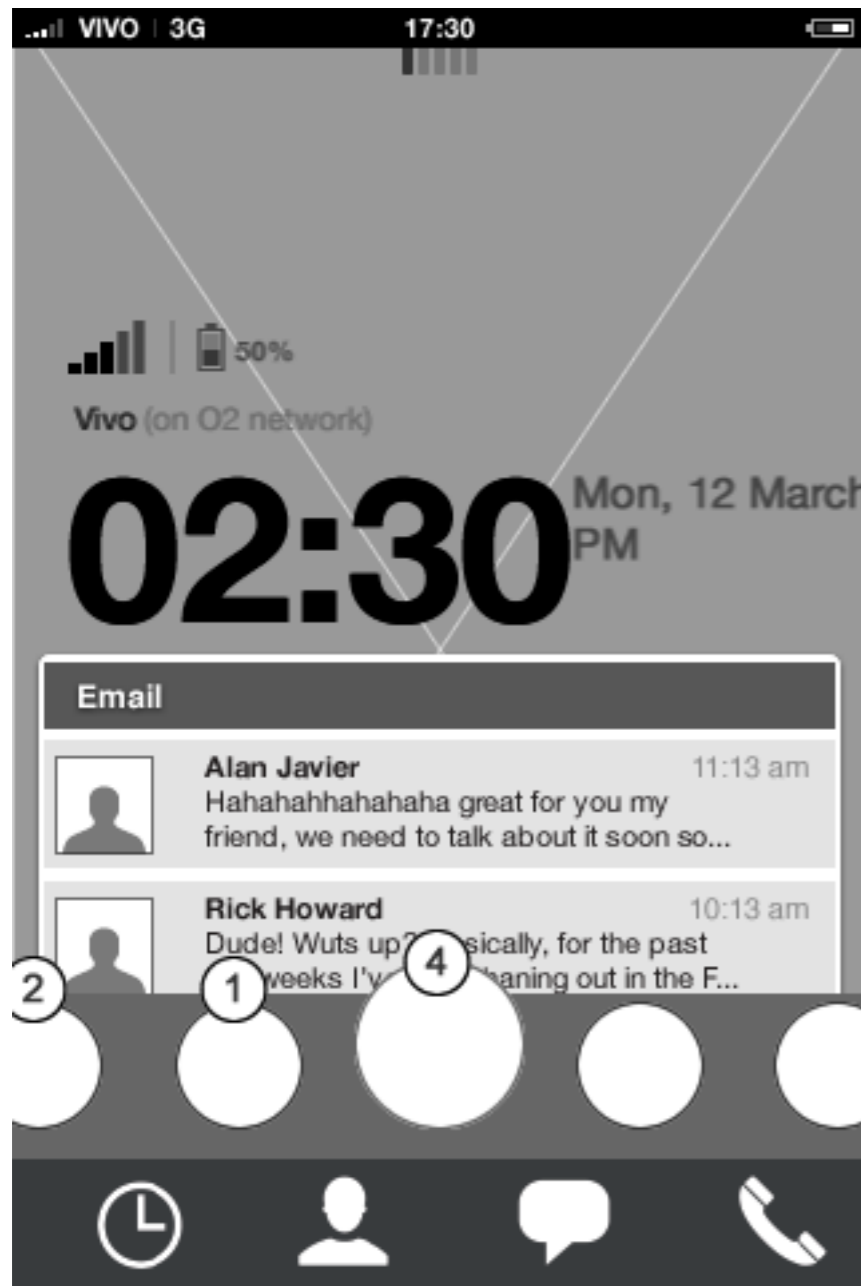 VIVO 3G 17:30
50%
Vivo (on O2 network)
02:30 Mon, 12 March
PM
Email
Alan Javier 11:13 am
Hahahahhahahaha great for you my
friend, we need to talk about it soon so...
Rick Howard 10:13 am
Dude! Wuts up? for the past
weeks I'v haning out in the F...
2 1 4